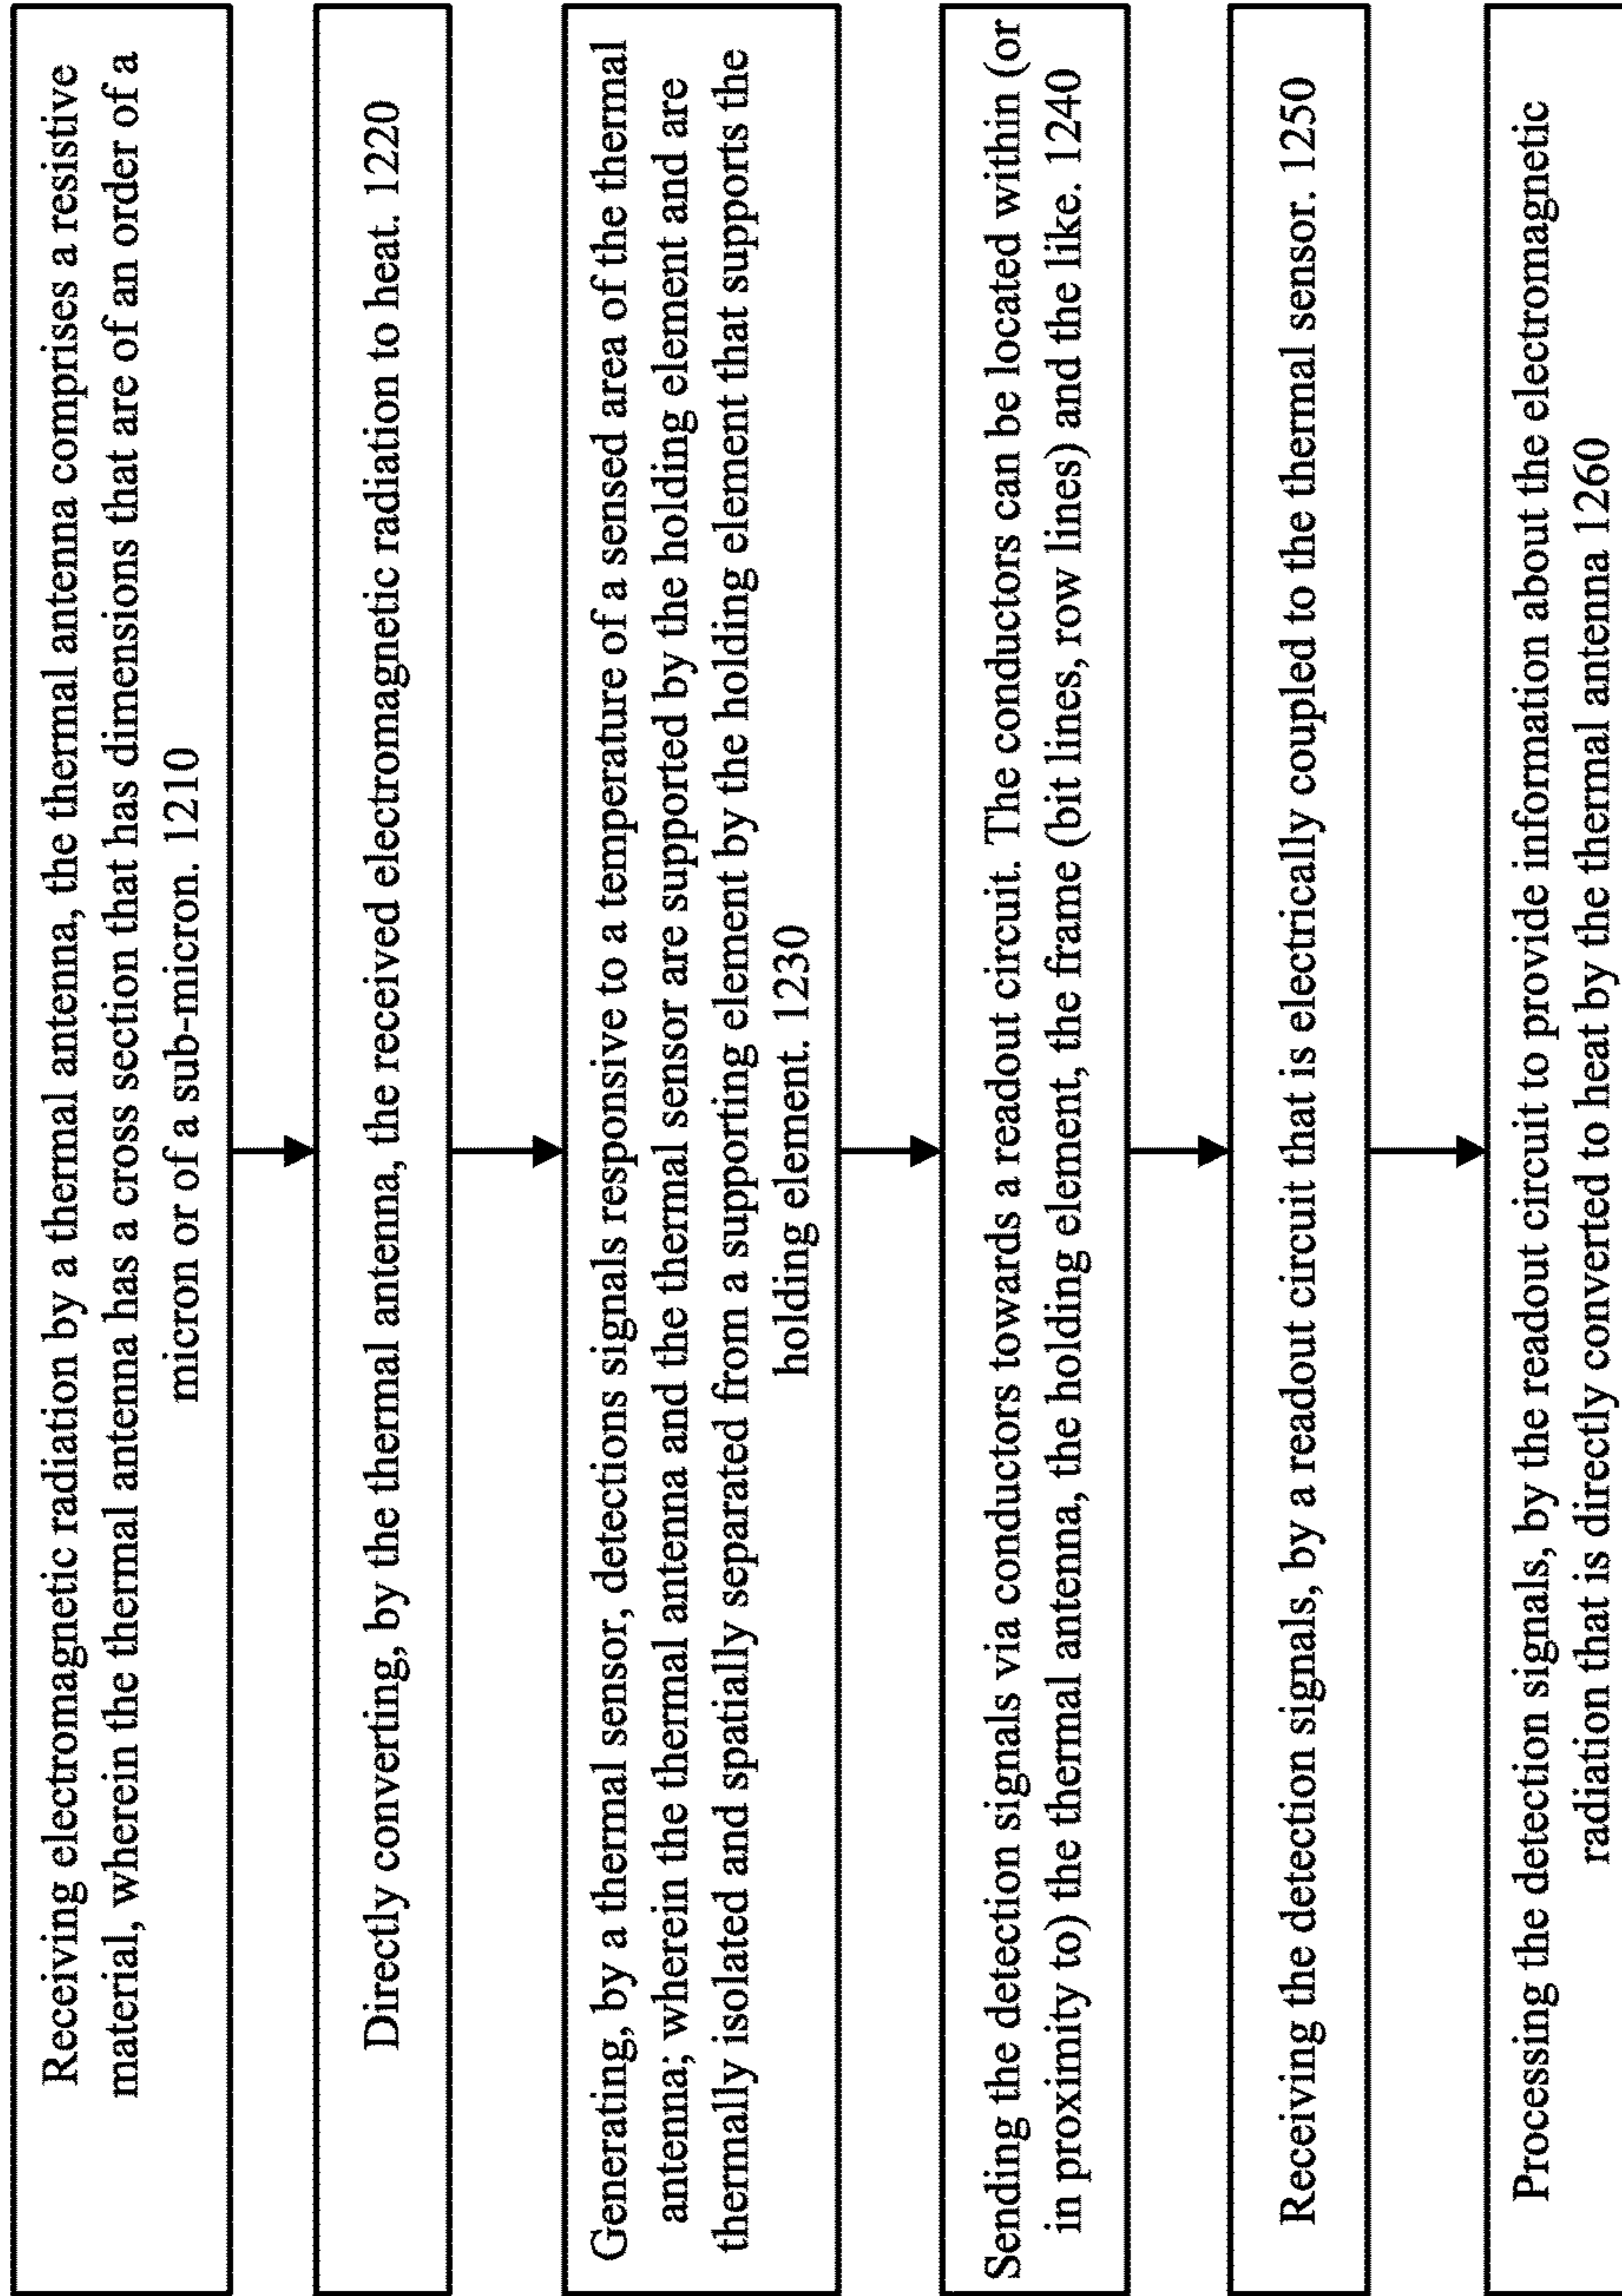 Receiving electromagnetic radiation by a thermal antenna, the thermal antenna comprises a resistive
material, wherein the thermal antenna has a cross section that has dimensions that are of an order of a
micron or of a sub-micron. 1210
Directly converting, by the thermal antenna, the received electromagnetic radiation to heat. 1220
Generating, by a thermal sensor, detections signals responsive to a temperature of a sensed area of the thermal
antenna; wherein the thermal antenna and the thermal sensor are supported by the holding element and are
thermally isolated and spatially separated from a supporting element by the holding element that supports the
holding element. 1230
Sending the detection signals via conductors towards a readout circuit. The conductors can be located within (or
in proximity to) the thermal antenna, the holding element, the frame (bit lines, row lines) and the like. 1240
Receiving the detection signals, by a readout circuit that is electrically coupled to the thermal sensor. 1250
Processing the detection signals, by the readout circuit to provide information about the electromagnetic
radiation that is directly converted to heat by the thermal antenna 1260